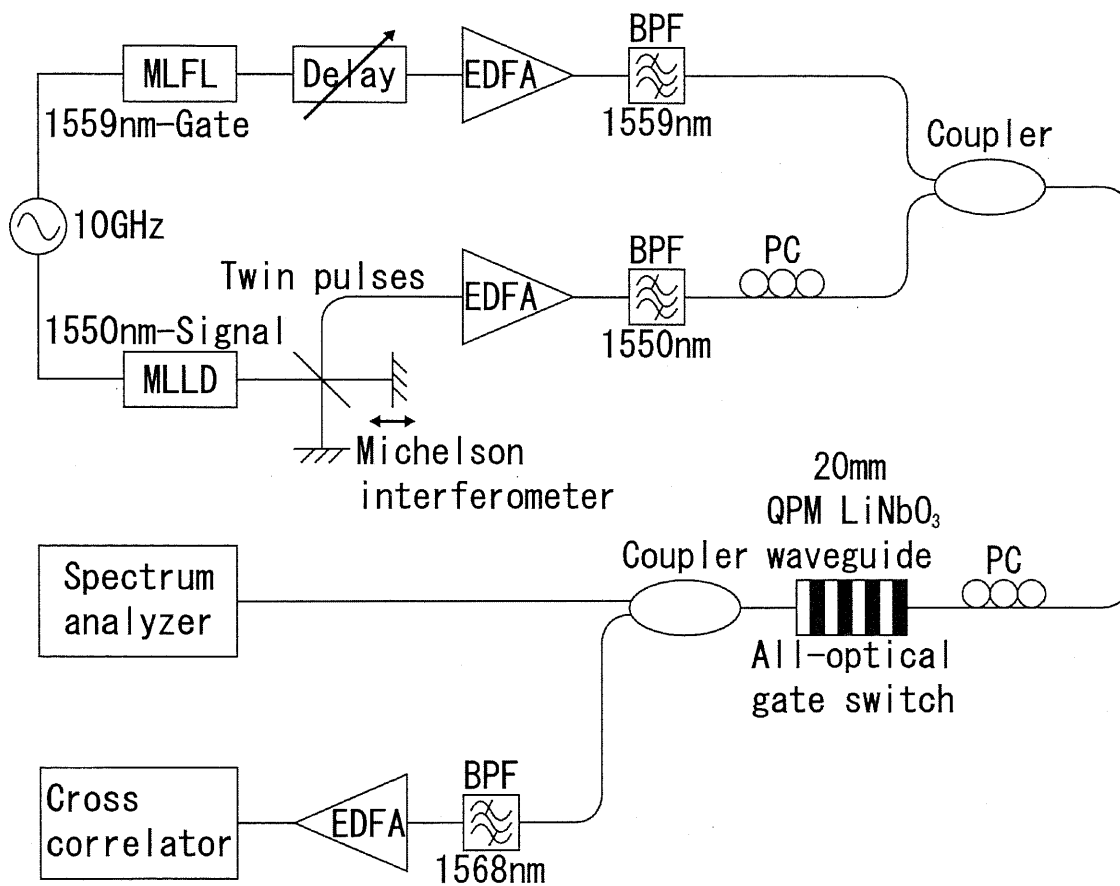 MLFL
Delay
EDFA
BPF
1559nm-Gate
1559nm
Coupler
10GHz
Twin pulses
EDFA
BPF
PC
1550nm-Signal
1550nm
MLLD
Michelson
interferometer
20mm
QPM LiNbO₃
Coupler waveguide
PC
Spectrum
analyzer
All-optical
gate switch
Cross
correlator
EDFA
BPF
1568nm